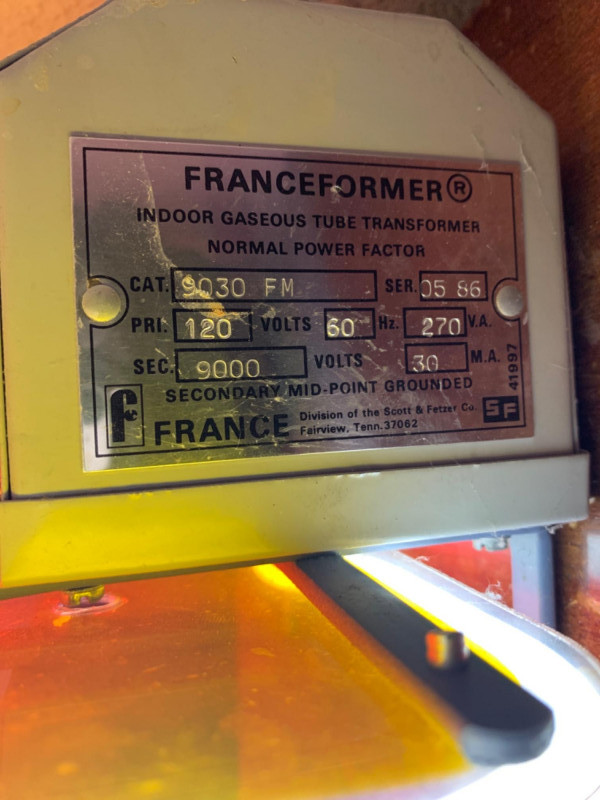 FRANCEFORMER®
INDOOR GASEOUS TUBE TRANSFORMER
NORMAL POWER FACTOR
CAT. 9030 FM SER. 05 86
PRI: 120 VOLTS 60 Hz. 270 V.A.
SEC. 9000 VOLTS 30 M.A.
SECONDARY MID-POINT GROUNDED
41997
FRANCE Division of the Scott & Fetzer Co.
Fairview, Tenn. 37062
SF